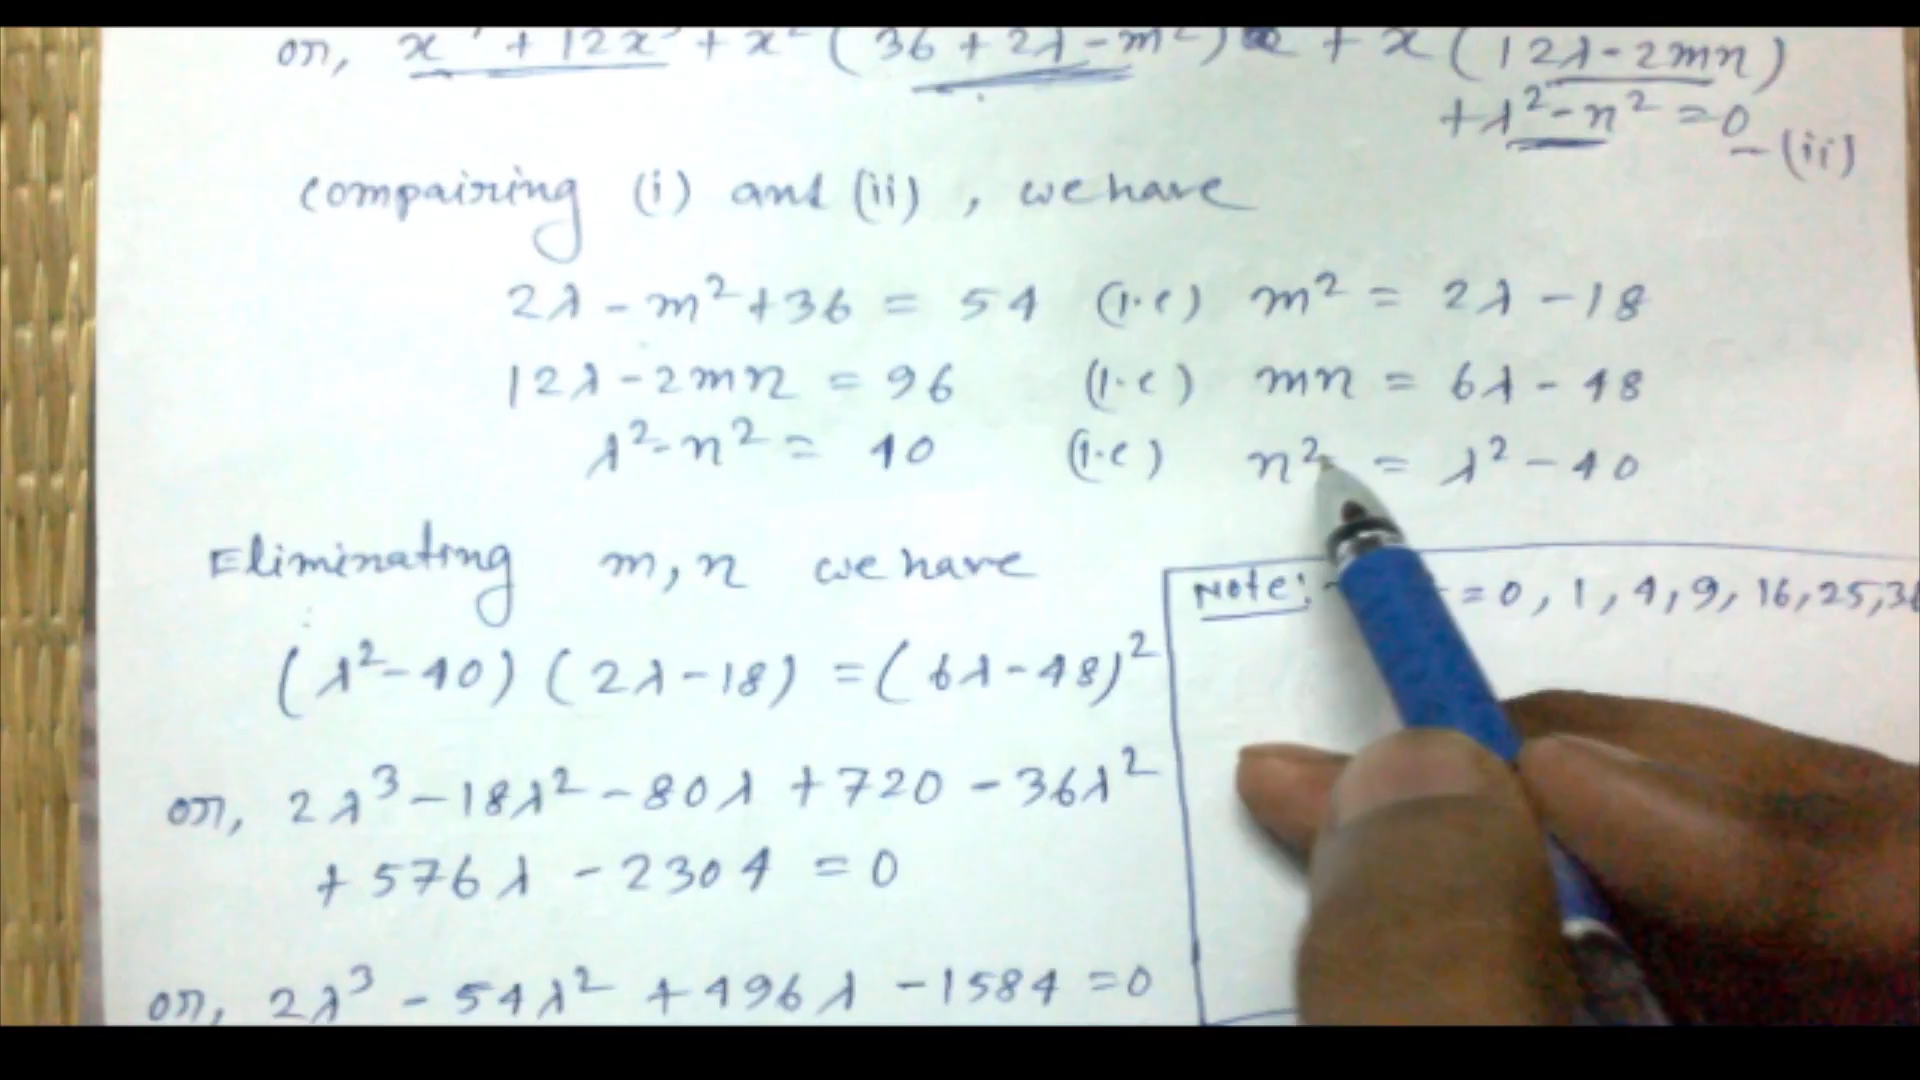 or, x⁴ + 12x³ + x² (36 + 2λ - m²) + x (12λ - 2mn)
+ λ² - n² = 0 - (ii)
Compairing (i) and (ii), we have
2λ - m² + 36 = 54 (i.e) m² = 2λ - 18
12λ - 2mn = 96 (i.e) mn = 6λ - 48
λ² - n² = 40 (i.e) n² = λ² - 40
Eliminating m, n we have
Note: = 0, 1, 4, 9, 16, 25, 36
(λ² - 40) (2λ - 18) = (6λ - 48)²
or, 2λ³ - 18λ² - 80λ + 720 - 36λ²
+ 576λ - 2304 = 0
or, 2λ³ - 54λ² + 496λ - 1584 = 0